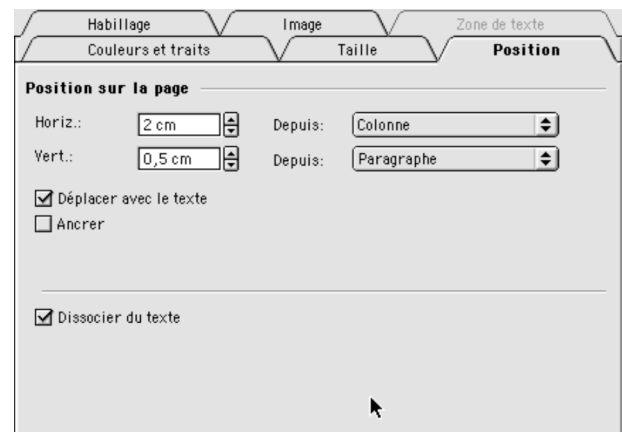 Habillage Image Zone de texte
Couleurs et traits Taille Position
Position sur la page
Horiz.: 2 cm Depuis: Colonne
Vert.: 0,5 cm Depuis: Paragraphe
Déplacer avec le texte
Ancrer
Dissocier du texte